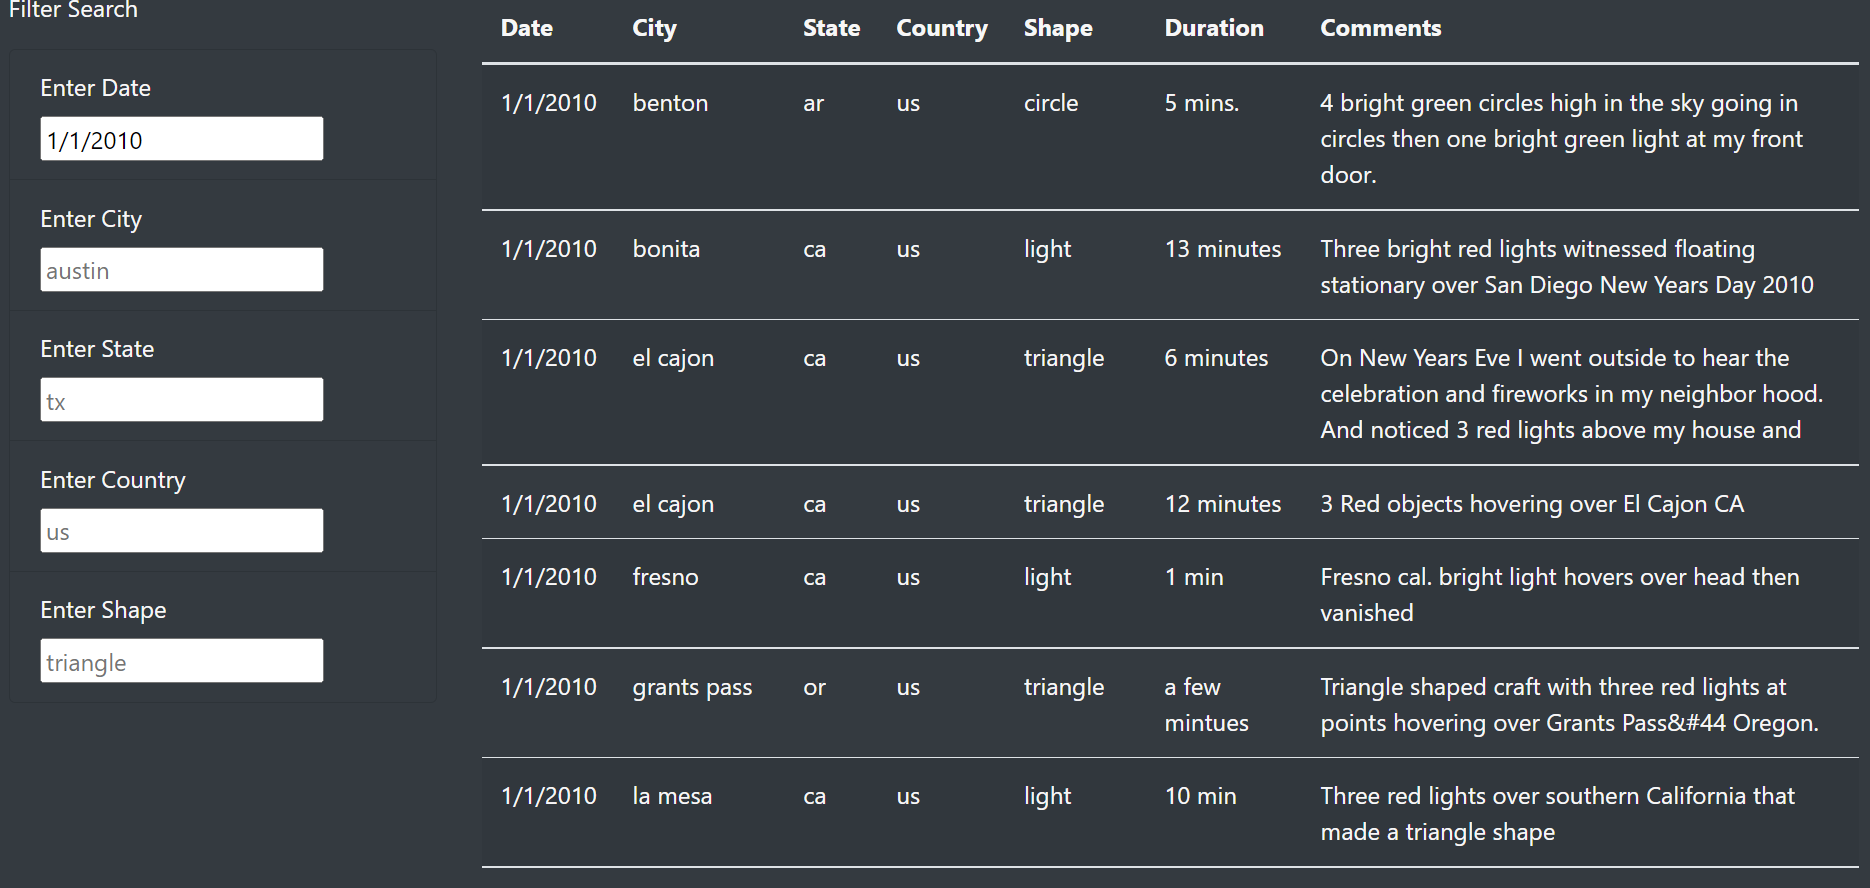 Filter Search
Enter Date
1/1/2010
Enter City
austin
Enter State
tx
Enter Country
us
Enter Shape
triangle
Date City State Country Shape Duration Comments
1/1/2010 benton ar us circle 5 mins. 4 bright green circles high in the sky going in
circles then one bright green light at my front
door.
1/1/2010 bonita ca us light 13 minutes Three bright red lights witnessed floating
stationary over San Diego New Years Day 2010
1/1/2010 el cajon ca us triangle 6 minutes On New Years Eve I went outside to hear the
celebration and fireworks in my neighbor hood.
And noticed 3 red lights above my house and
1/1/2010 el cajon ca us triangle 12 minutes 3 Red objects hovering over El Cajon CA
1/1/2010 fresno ca us light 1 min Fresno cal. bright light hovers over head then
vanished
1/1/2010 grants pass or us triangle a few Triangle shaped craft with three red lights at
mintues points hovering over Grants Pass&#44 Oregon.
1/1/2010 la mesa ca us light 10 min Three red lights over southern California that
made a triangle shape